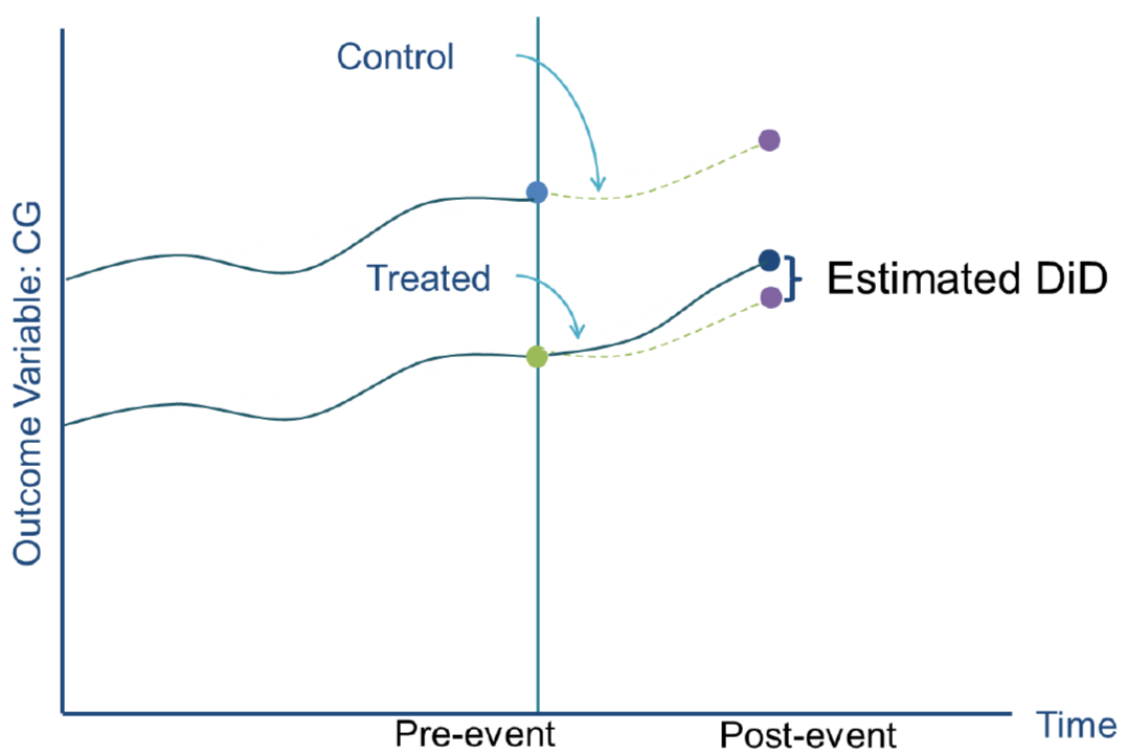 Control
Treated
Estimated DiD
Outcome Variable: CG
Pre-event
Post-event
Time